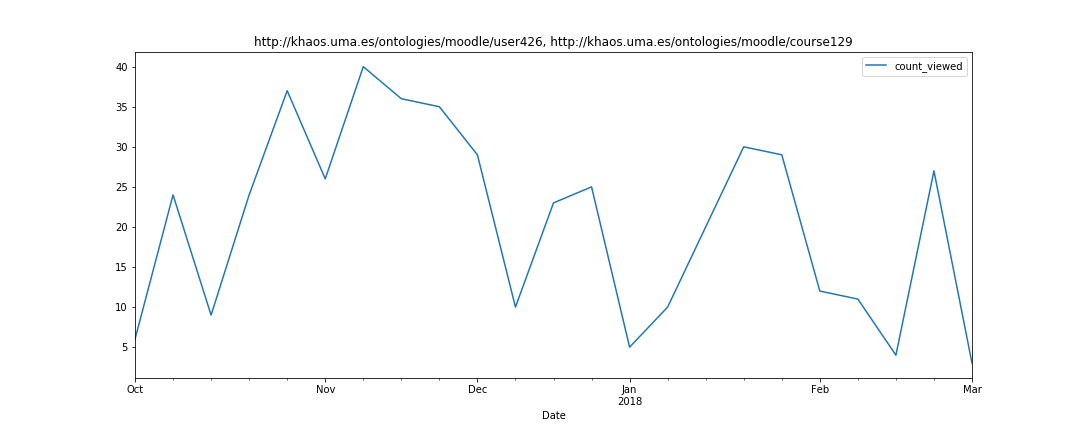 http://khaos.uma.es/ontologies/moodle/user426, http://khaos.uma.es/ontologies/moodle/course129
count_viewed
40
35
30
25
20
15
10
5
Oct Nov Dec Jan Feb Mar
2018
Date